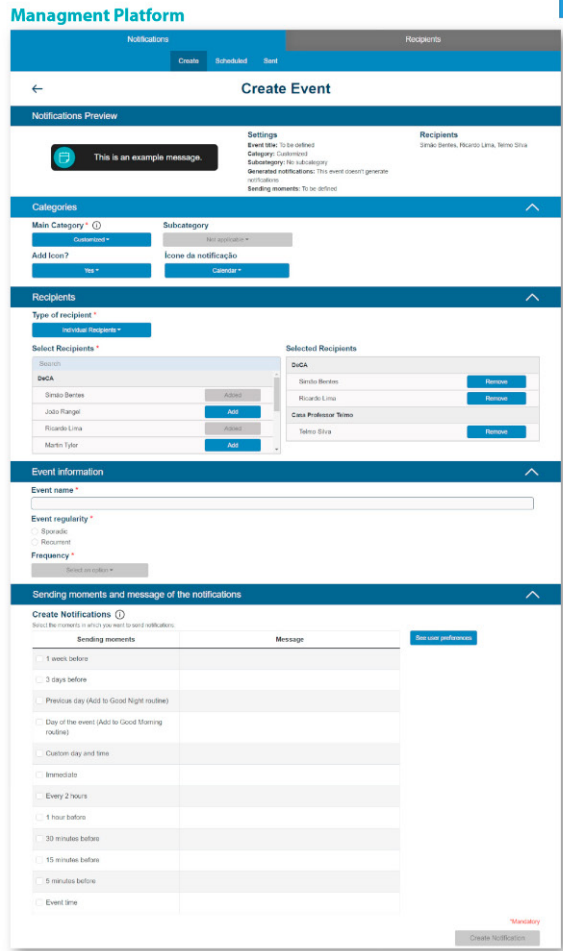 Managment Platform
Notifications Recipients
Create Scheduled Sent
Create Event
Notifications Preview
This is an example message.
Settings
Event title: To be defined
Category: Customized
Subcategory: No subcategory
Generated notifications: This event doesn't generate
notifications
Sending moments: To be defined
Recipients
Simão Bentes, Ricardo Lima, Telmo Silva
Categories
Main Category * Subcategory
Customized Not applicable
Add Icon? Ícone da notificação
Yes Calendar
Recipients
Type of recipient *
Individual Recipients
Select Recipients *
Search
DeCA
Simão Bentes Added
João Rangel Add
Ricardo Lima Added
Martin Tyler Add
Selected Recipients
DeCA
Simão Bentes Remove
Ricardo Lima Remove
Casa Professor Telmo
Telmo Silva Remove
Event information
Event name *
Event regularity *
Sporadic
Recurrent
Frequency *
Select an option
Sending moments and message of the notifications
Create Notifications
Select the moments in which you want to send notifications.
Sending moments Message
See user preferences
1 week before
3 days before
Previous day (Add to Good Night routine)
Day of the event (Add to Good Morning
routine)
Custom day and time
Immediate
Every 2 hours
1 hour before
30 minutes before
15 minutes before
5 minutes before
Event time
*Mandatory
Create Notification